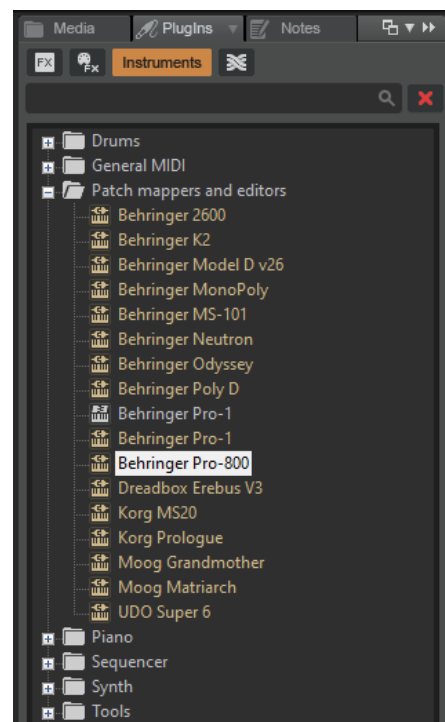 Media PlugIns Notes
FX FX Instruments
Drums
General MIDI
Patch mappers and editors
Behringer 2600
Behringer K2
Behringer Model D v26
Behringer MonoPoly
Behringer MS-101
Behringer Neutron
Behringer Odyssey
Behringer Poly D
Behringer Pro-1
Behringer Pro-1
Behringer Pro-800
Dreadbox Erebus V3
Korg MS20
Korg Prologue
Moog Grandmother
Moog Matriarch
UDO Super 6
Piano
Sequencer
Synth
Tools